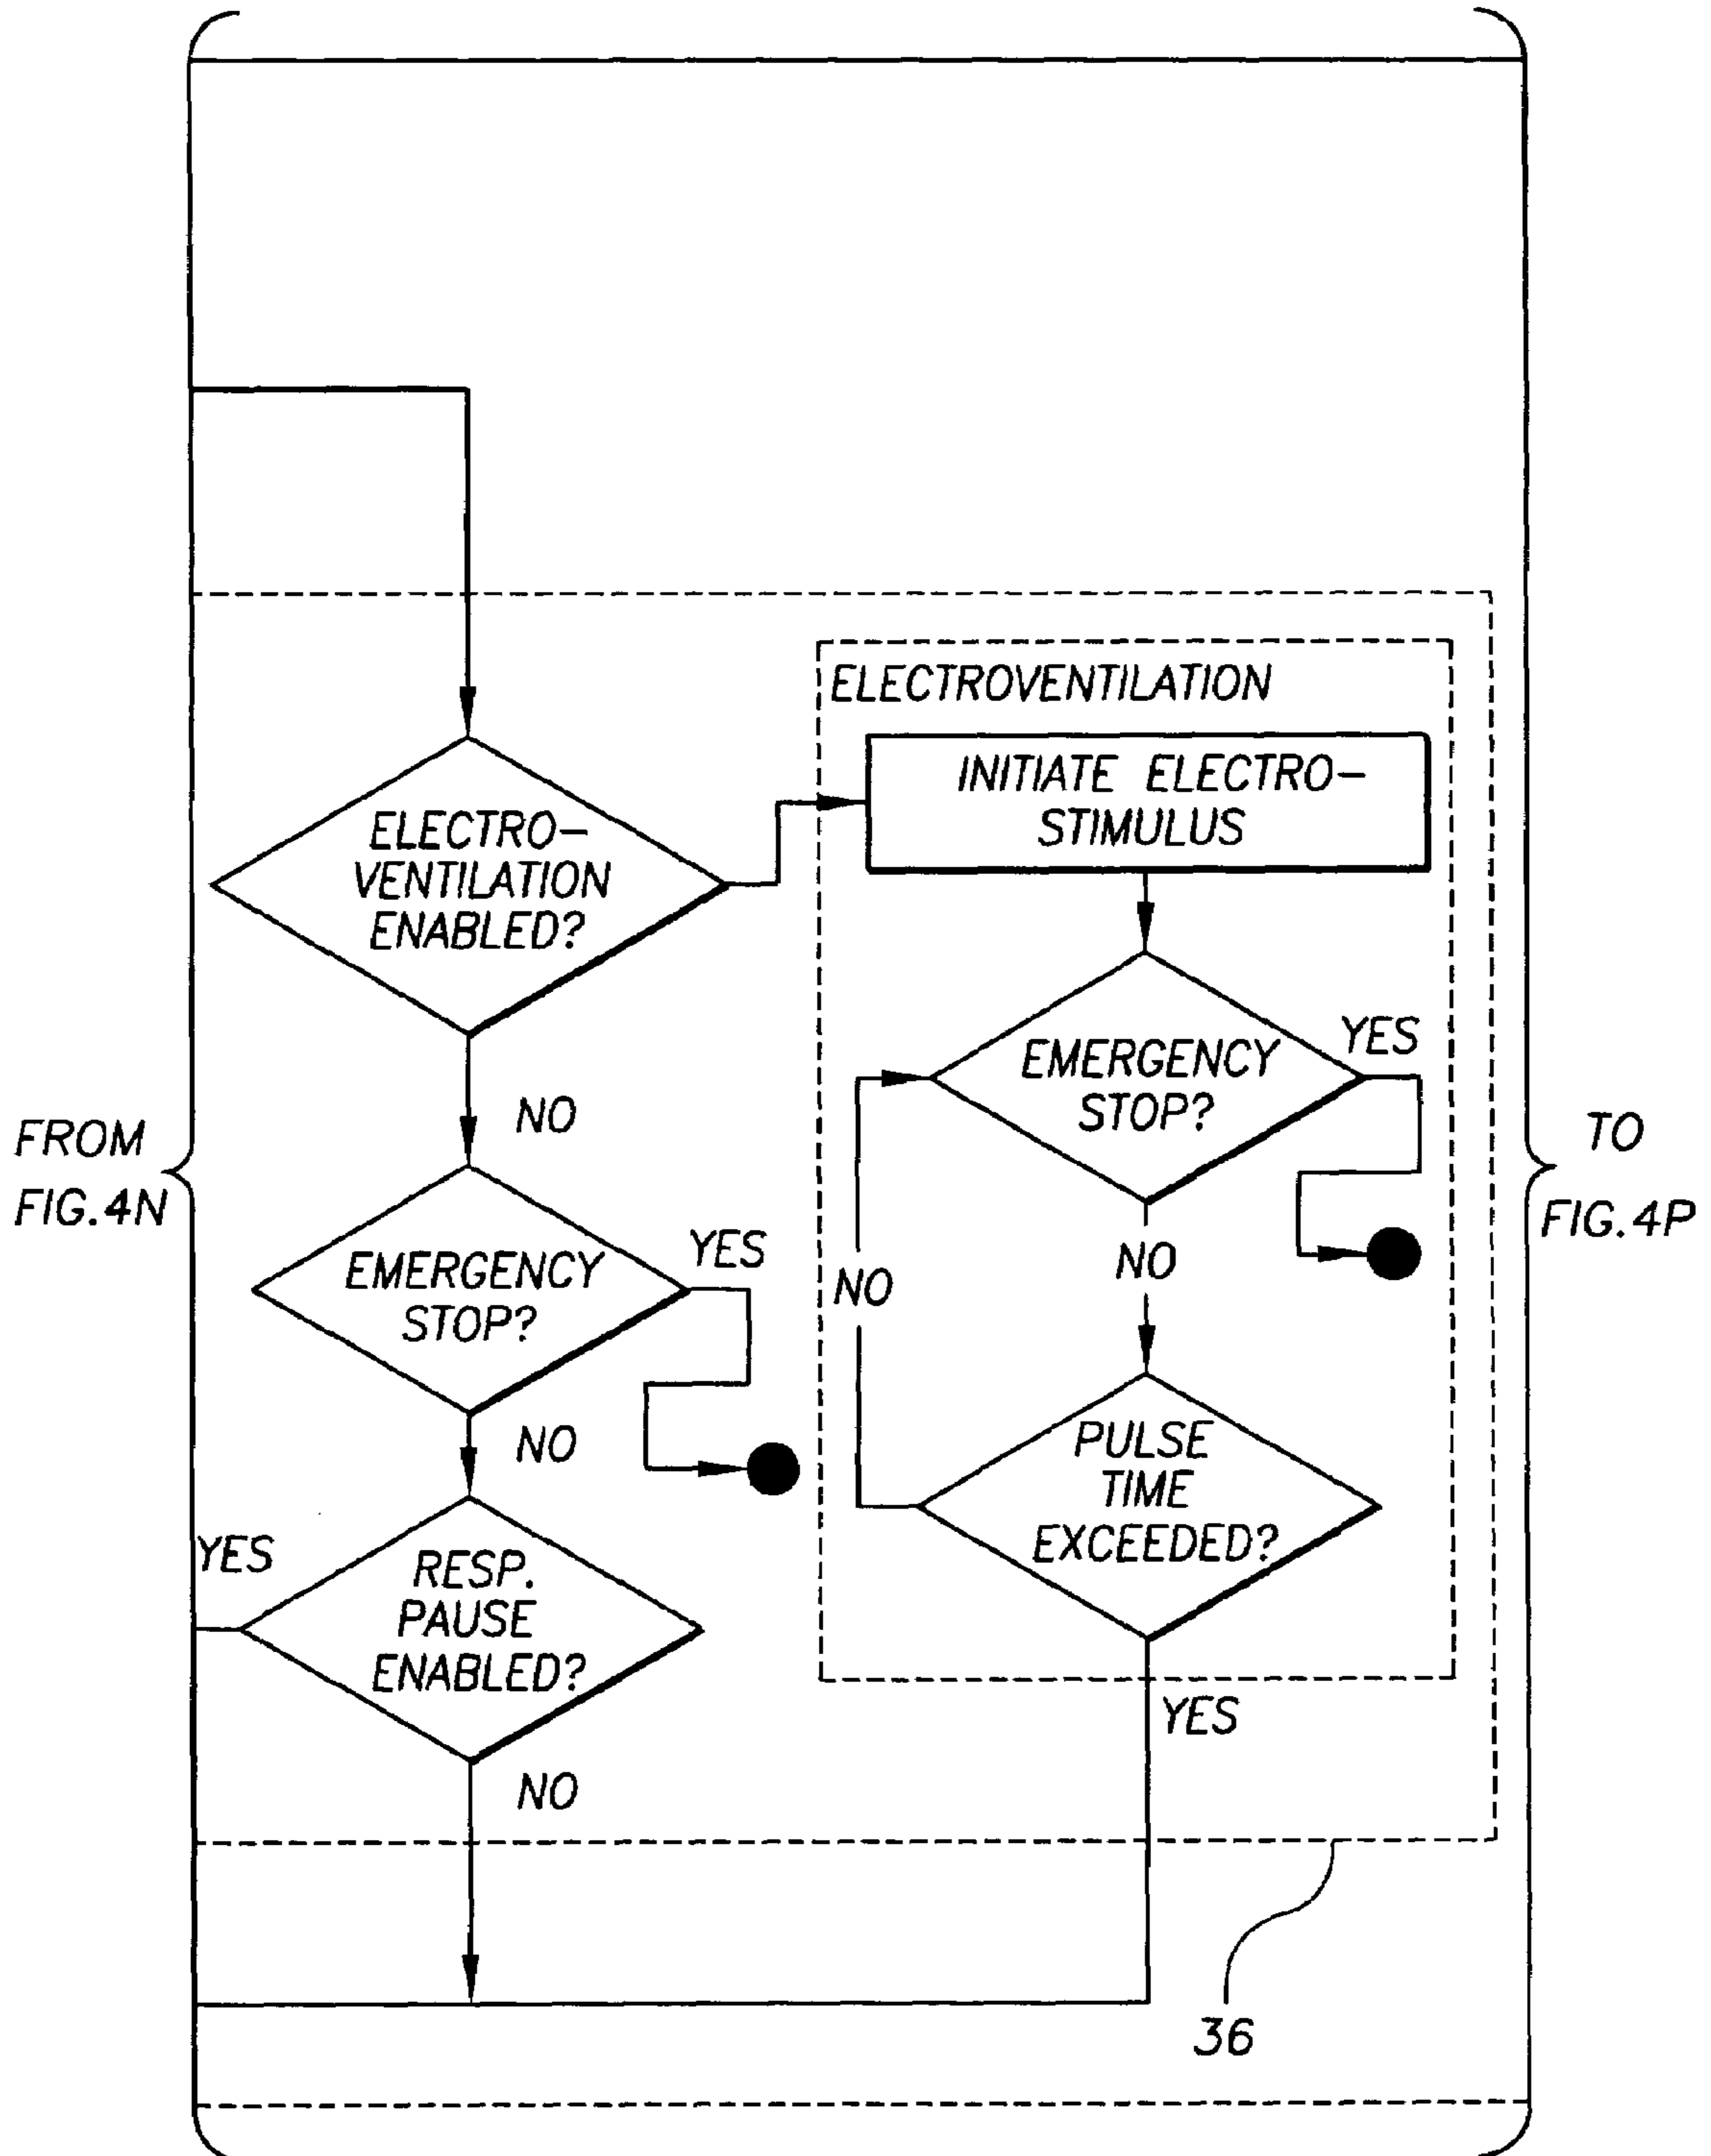 ELECTROVENTILATION
INITIATE ELECTRO-
STIMULUS
ELECTRO-
VENTILATION
ENABLED?
YES
EMERGENCY
STOP?
NO
FROM
FIG.4N
TO
FIG.4P
YES
EMERGENCY
STOP?
NO
NO
NO
PULSE
TIME
EXCEEDED?
YES
RESP.
PAUSE
ENABLED?
YES
NO
36